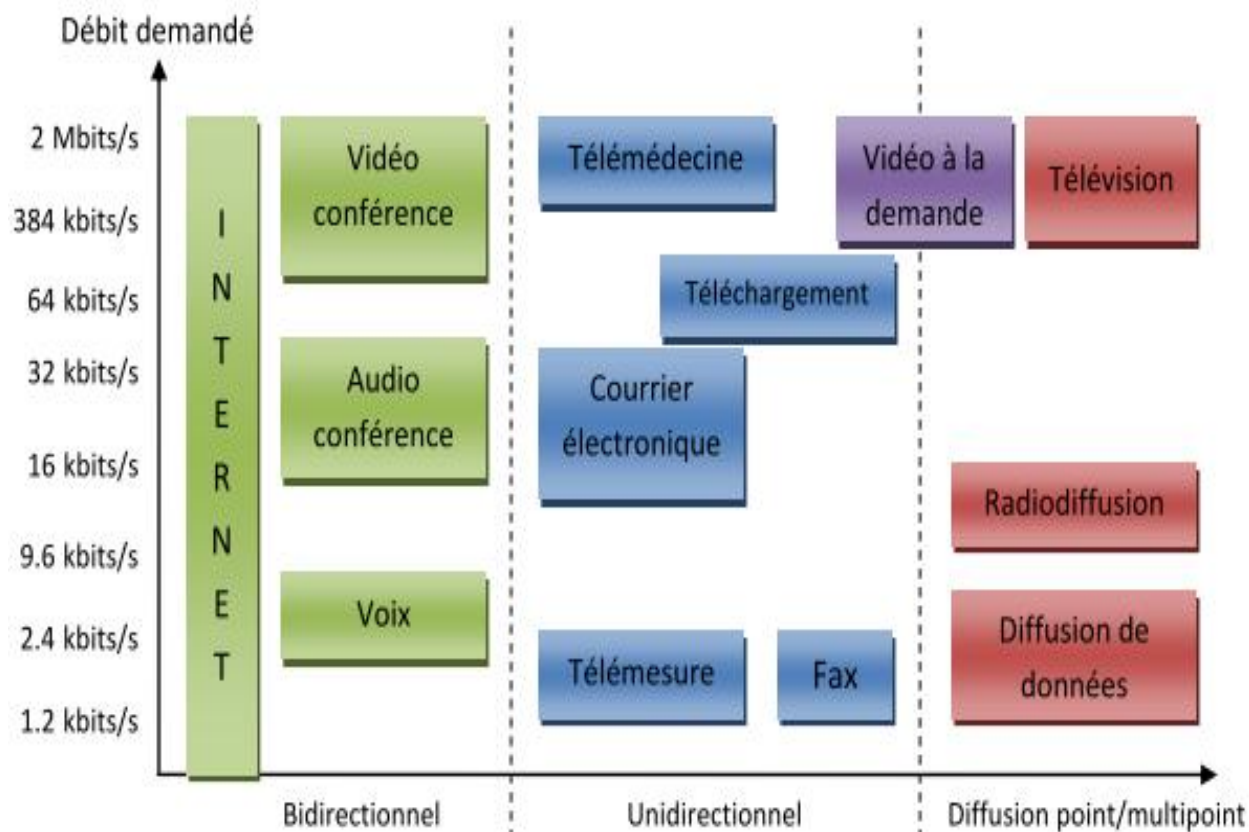 Débit demandé
2 Mbits/s
384 kbits/s
64 kbits/s
32 kbits/s
16 kbits/s
9.6 kbits/s
2.4 kbits/s
1.2 kbits/s
I
N
T
E
R
N
E
T
Vidéo
conférence
Audio
conférence
Voix
Télémédecine
Téléchargement
Courrier
électronique
Télémesure
Fax
Vidéo à la
demande
Télévision
Radiodiffusion
Diffusion de
données
Bidirectionnel
Unidirectionnel
Diffusion point/multipoint